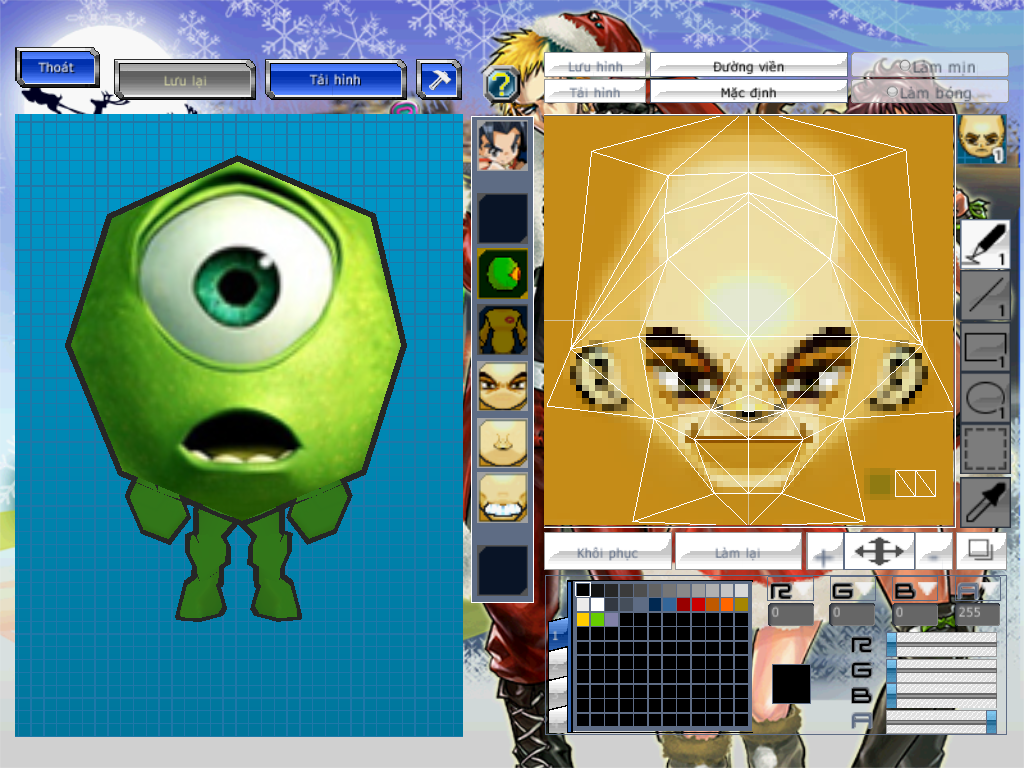 Thoát
Lưu lại
Tải hình
?
Lưu hình
Đường viền
Làm mịn
Tải hình
Mặc định
Làm bóng
1
1
1
1
1
Khôi phục
Làm lại
+
-
R
G
B
A
0
0
0
255
1
R
G
B
A